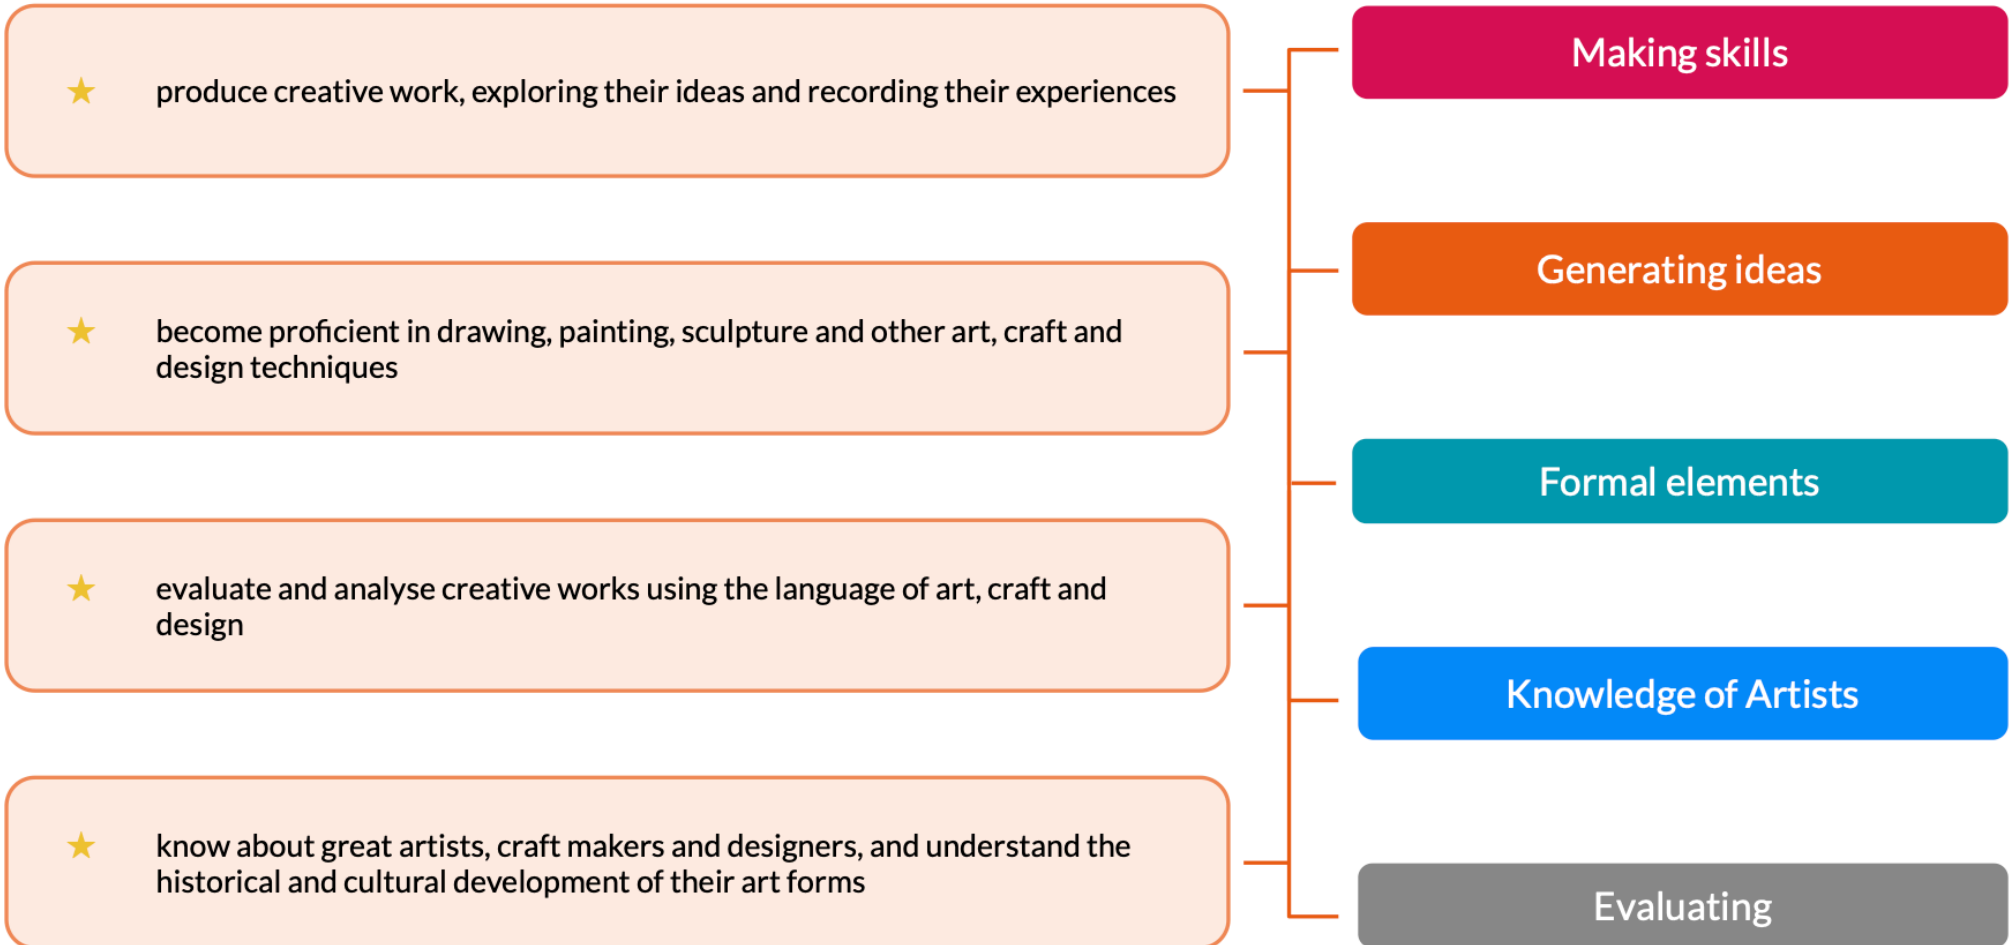 produce creative work, exploring their ideas and recording their experiences
become proficient in drawing, painting, sculpture and other art, craft and
design techniques
evaluate and analyse creative works using the language of art, craft and
design
know about great artists, craft makers and designers, and understand the
historical and cultural development of their art forms
Making skills
Generating ideas
Formal elements
Knowledge of Artists
Evaluating